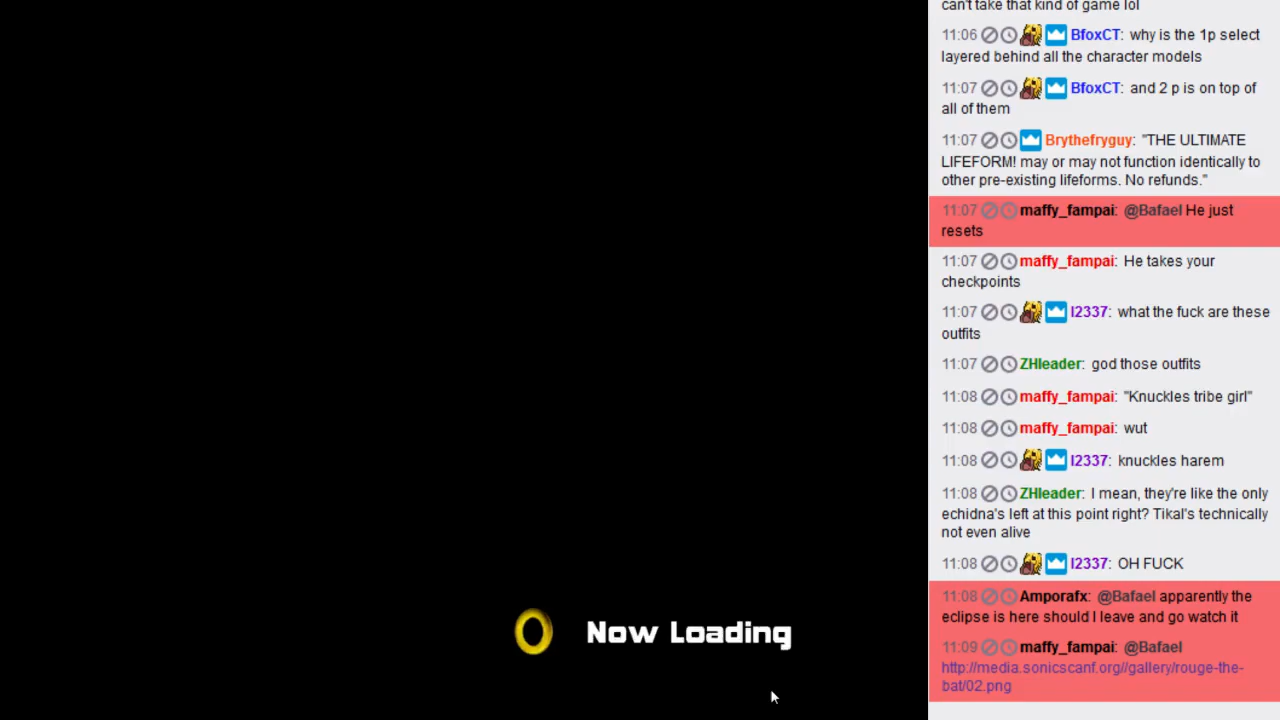 can't take that kind of game lol
11:06 BfoxCT: why is the 1p select
layered behind all the character
models
11:07 BfoxCT: and 2 p is on top of
all of them
11:07 Brythefryguy: "THE ULTIMATE
LIFEFORM! may or may not function identically to
other pre-existing lifeforms. No refunds."
11:07 maffy_fampai: @Bafael He just
resets
11:07 maffy_fampai: He takes your
checkpoints
11:07 I2337: what the fuck are these
outfits
11:07 ZHleader: god those outfits
11:08 maffy_fampai: "Knuckles tribe girl"
11:08 maffy_fampai: wut
11:08 I2337: knuckles harem
11:08 ZHleader: I mean, they're like the only
echidna's left at this point right? Tikal's technically
not even alive
11:08 I2337: OH FUCK
11:08 Amporafx: @Bafael apparently the
eclipse is here should I leave and go watch it
11:09 maffy_fampai: @Bafael
http://media.sonicscanf.org//gallery/rouge-the-
bat/02.png
Now Loading